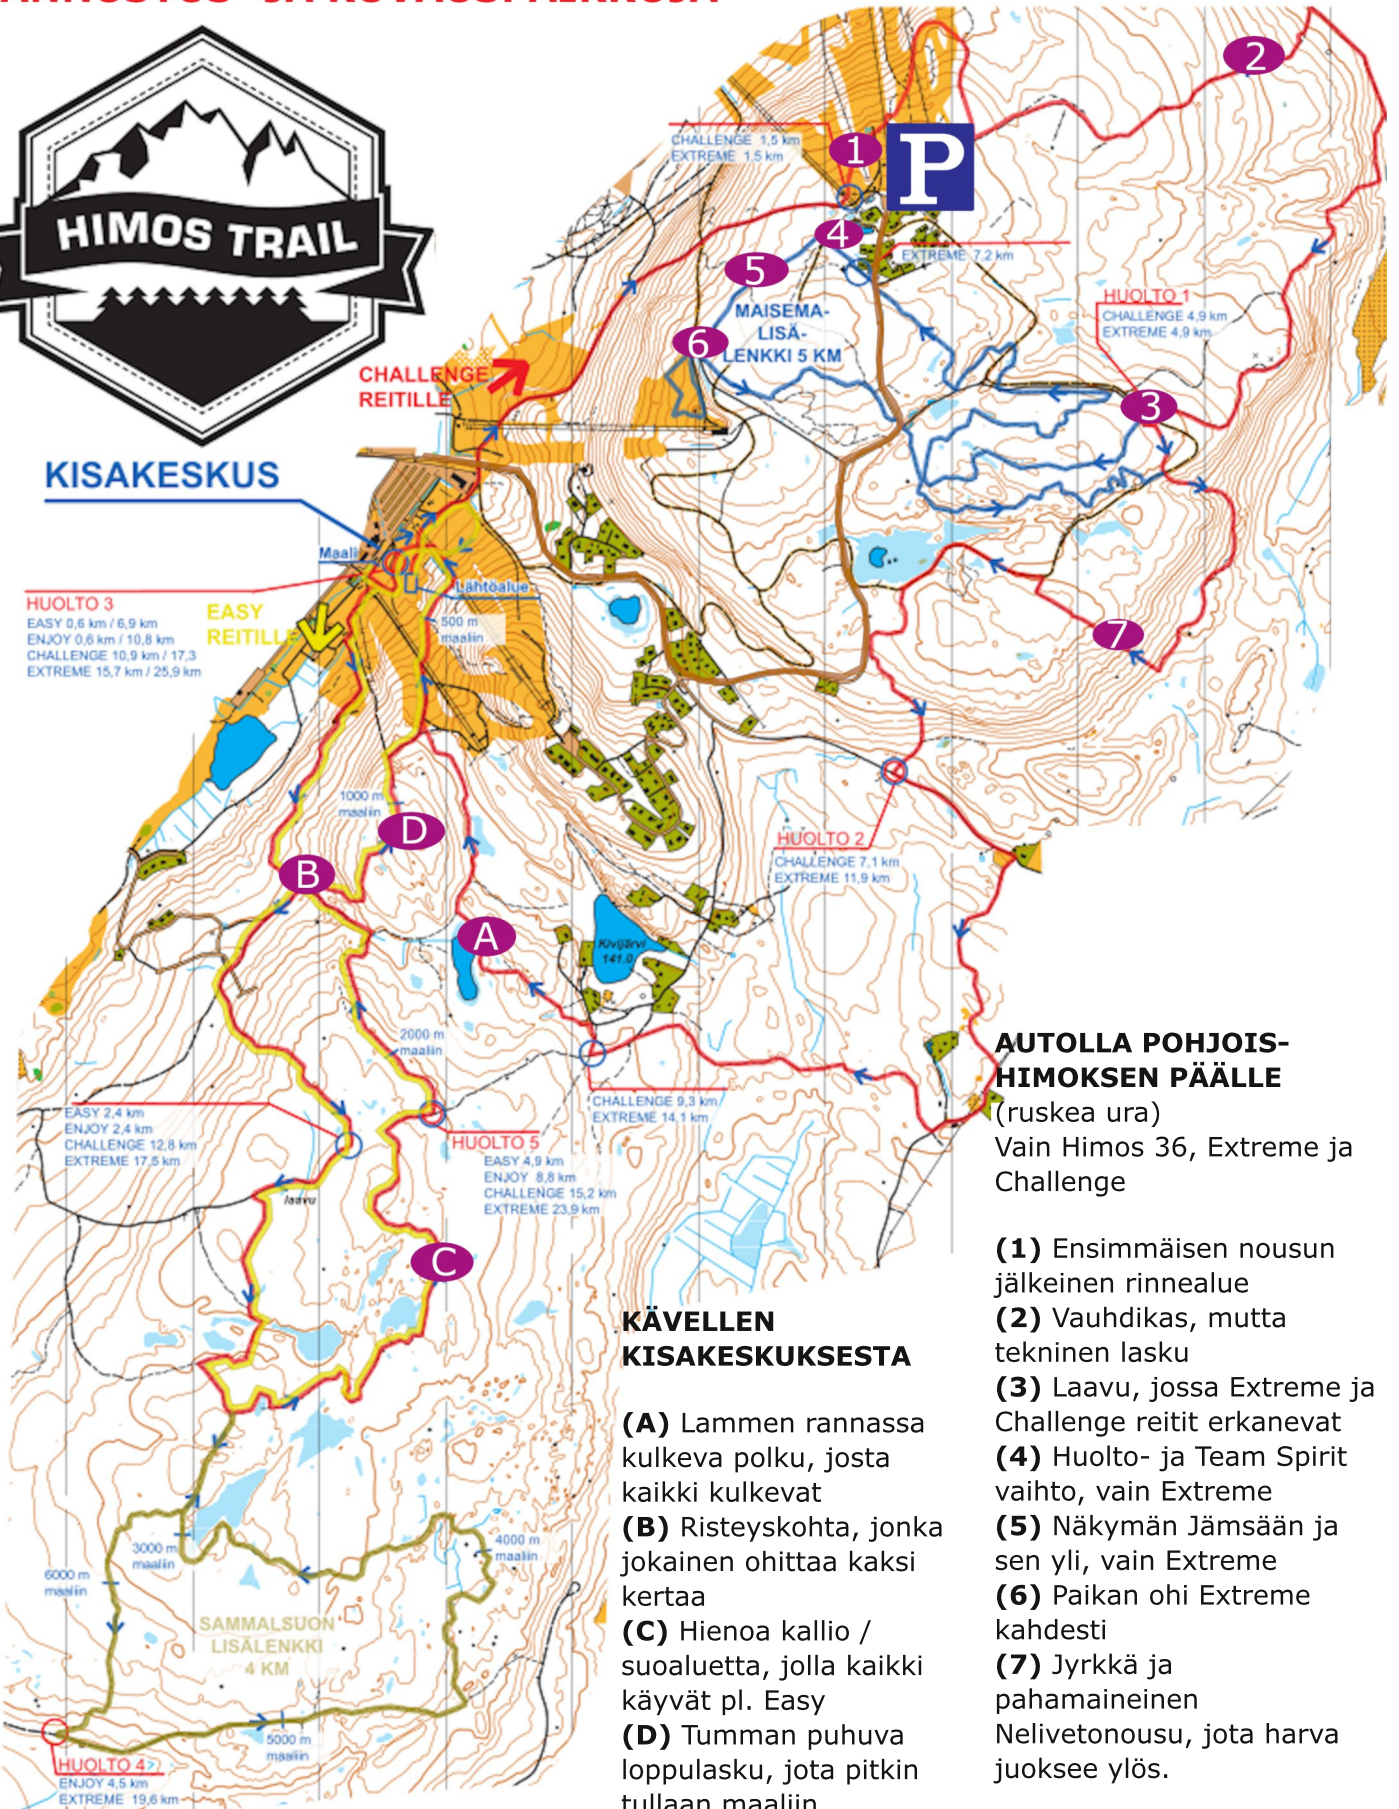 HIMOS TRAIL
CHALLENGE 1,5 km
EXTREME 1,5 km
1
P
2
4
5
6
EXTREME 7,2 km
MAISEMA-
LISÄ-
LENKKI 5 KM
HUOLTO 1
CHALLENGE 4,9 km
EXTREME 4,9 km
3
CHALLENGE
REITILLE
KISAKESKUS
Maali
Lähtöalue
HUOLTO 3
EASY 0,6 km / 6,9 km
ENJOY 0,6 km / 10,8 km
CHALLENGE 10,9 km / 17,3
EXTREME 15,7 km / 25,9 km
EASY
REITILLE
500 m
maaliin
7
1000 m
maaliin
D
B
HUOLTO 2
CHALLENGE 7,1 km
EXTREME 11,9 km
A
Kivijärvi
141.0
2000 m
maaliin
EASY 2,4 km
ENJOY 2,4 km
CHALLENGE 12,8 km
EXTREME 17,5 km
laavu
CHALLENGE 9,3 km
EXTREME 14,1 km
HUOLTO 5
EASY 4,9 km
ENJOY 8,8 km
CHALLENGE 15,2 km
EXTREME 23,9 km
C
3000 m
maaliin
4000 m
maaliin
6000 m
maaliin
SAMMALSUON
LISÄLENKKI
4 KM
5000 m
maaliin
HUOLTO 4
ENJOY 4,5 km
EXTREME 19,6 km
KÄVELLEN
KISAKESKUKSESTA
(A) Lammen rannassa
kulkeva polku, josta
kaikki kulkevat
(B) Risteyskohta, jonka
jokainen ohittaa kaksi
kertaa
(C) Hienoa kallio /
suoaluetta, jolla kaikki
käyvät pl. Easy
(D) Tumman puhuva
loppulasku, jota pitkin
tullaan maaliin
AUTOLLA POHJOIS-
HIMOKSEN PÄÄLLE
(ruskea ura)
Vain Himos 36, Extreme ja
Challenge
(1) Ensimmäisen nousun
jälkeinen rinnealue
(2) Vauhdikas, mutta
tekninen lasku
(3) Laavu, jossa Extreme ja
Challenge reitit erkanevat
(4) Huolto- ja Team Spirit
vaihto, vain Extreme
(5) Näkymän Jämsään ja
sen yli, vain Extreme
(6) Paikan ohi Extreme
kahdesti
(7) Jyrkkä ja
pahamaineinen
Nelivetonousu, jota harva
juoksee ylös.